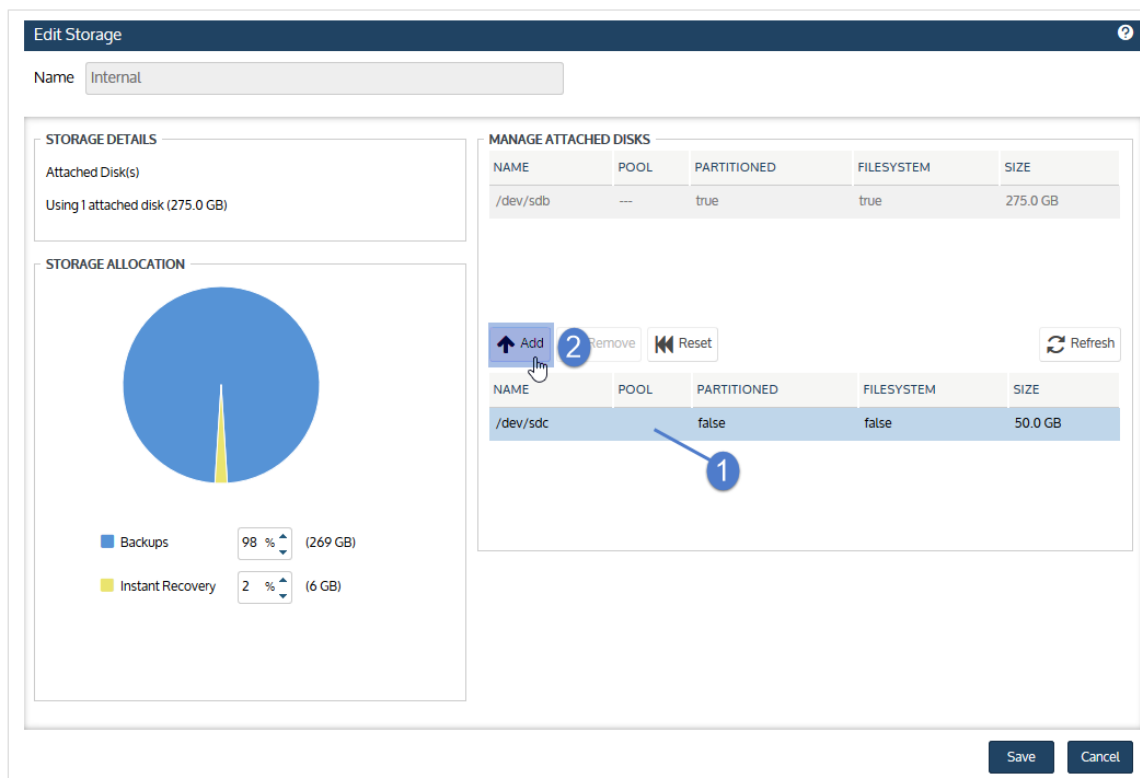 Edit Storage
?
Name Internal
STORAGE DETAILS
Attached Disk(s)
Using 1 attached disk (275.0 GB)
STORAGE ALLOCATION
Backups 98 % (269 GB)
Instant Recovery 2 % (6 GB)
MANAGE ATTACHED DISKS
NAME POOL PARTITIONED FILESYSTEM SIZE
/dev/sdb --- true true 275.0 GB
Add 2 Remove Reset Refresh
NAME POOL PARTITIONED FILESYSTEM SIZE
/dev/sdc false false 50.0 GB
1
Save Cancel